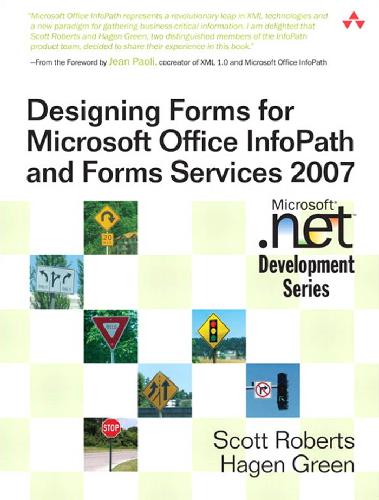 "Microsoft Office InfoPath represents a revolutionary leap in XML technologies and
a new paradigm for gathering business-critical information. I am delighted that
Scott Roberts and Hagen Green, two distinguished members of the InfoPath
product team, decided to share their experience in this book."
—From the Foreword by Jean Paoli, cocreator of XML 1.0 and Microsoft Office InfoPath
Designing Forms for
Microsoft Office InfoPath
and Forms Services 2007
Microsoft
.net
Development
Series
20
YIELD
STOP
Scott Roberts
Hagen Green